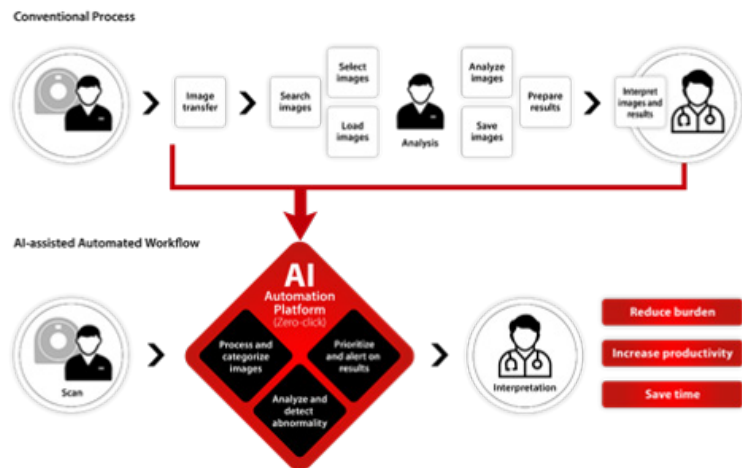 Conventional Process
Image
transfer
Search
images
Select
images
Load
images
Analysis
Analyze
images
Save
images
Prepare
results
Interpret
images and
results
AI-assisted Automated Workflow
Scan
AI
Automation
Platform
(Zero-click)
Process and
categorize
images
Prioritize
and alert on
results
Analyze and
detect
abnormality
Interpretation
Reduce burden
Increase productivity
Save time